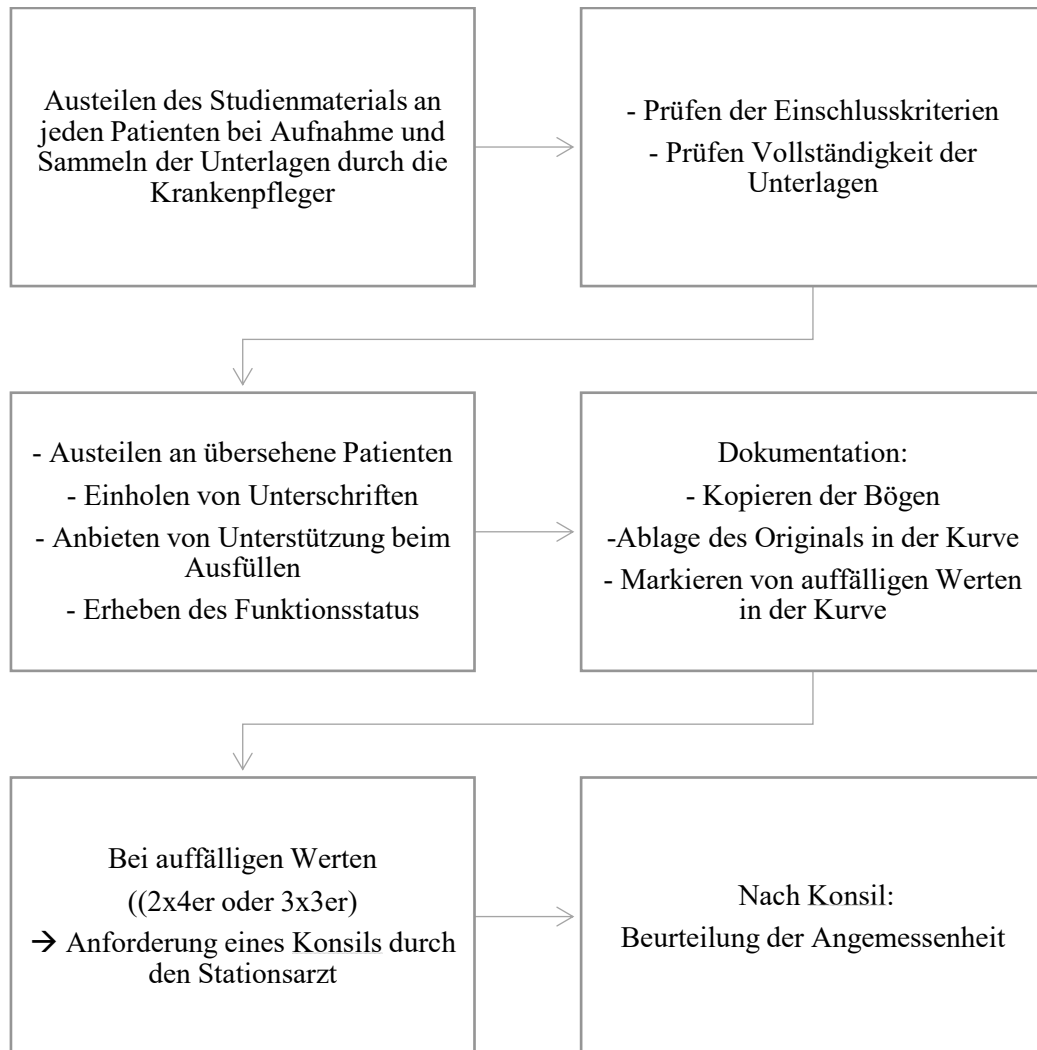 Austeilen des Studienmaterials an
jeden Patienten bei Aufnahme und
Sammeln der Unterlagen durch die
Krankenpfleger
- Prüfen der Einschlusskriterien
- Prüfen Vollständigkeit der
Unterlagen
- Austeilen an übersehene Patienten
- Einholen von Unterschriften
- Anbieten von Unterstützung beim
Ausfüllen
- Erheben des Funktionsstatus
Dokumentation:
- Kopieren der Bögen
-Ablage des Originals in der Kurve
- Markieren von auffälligen Werten
in der Kurve
Bei auffälligen Werten
((2x4er oder 3x3er)
→ Anforderung eines Konsils durch
den Stationsarzt
Nach Konsil:
Beurteilung der Angemessenheit